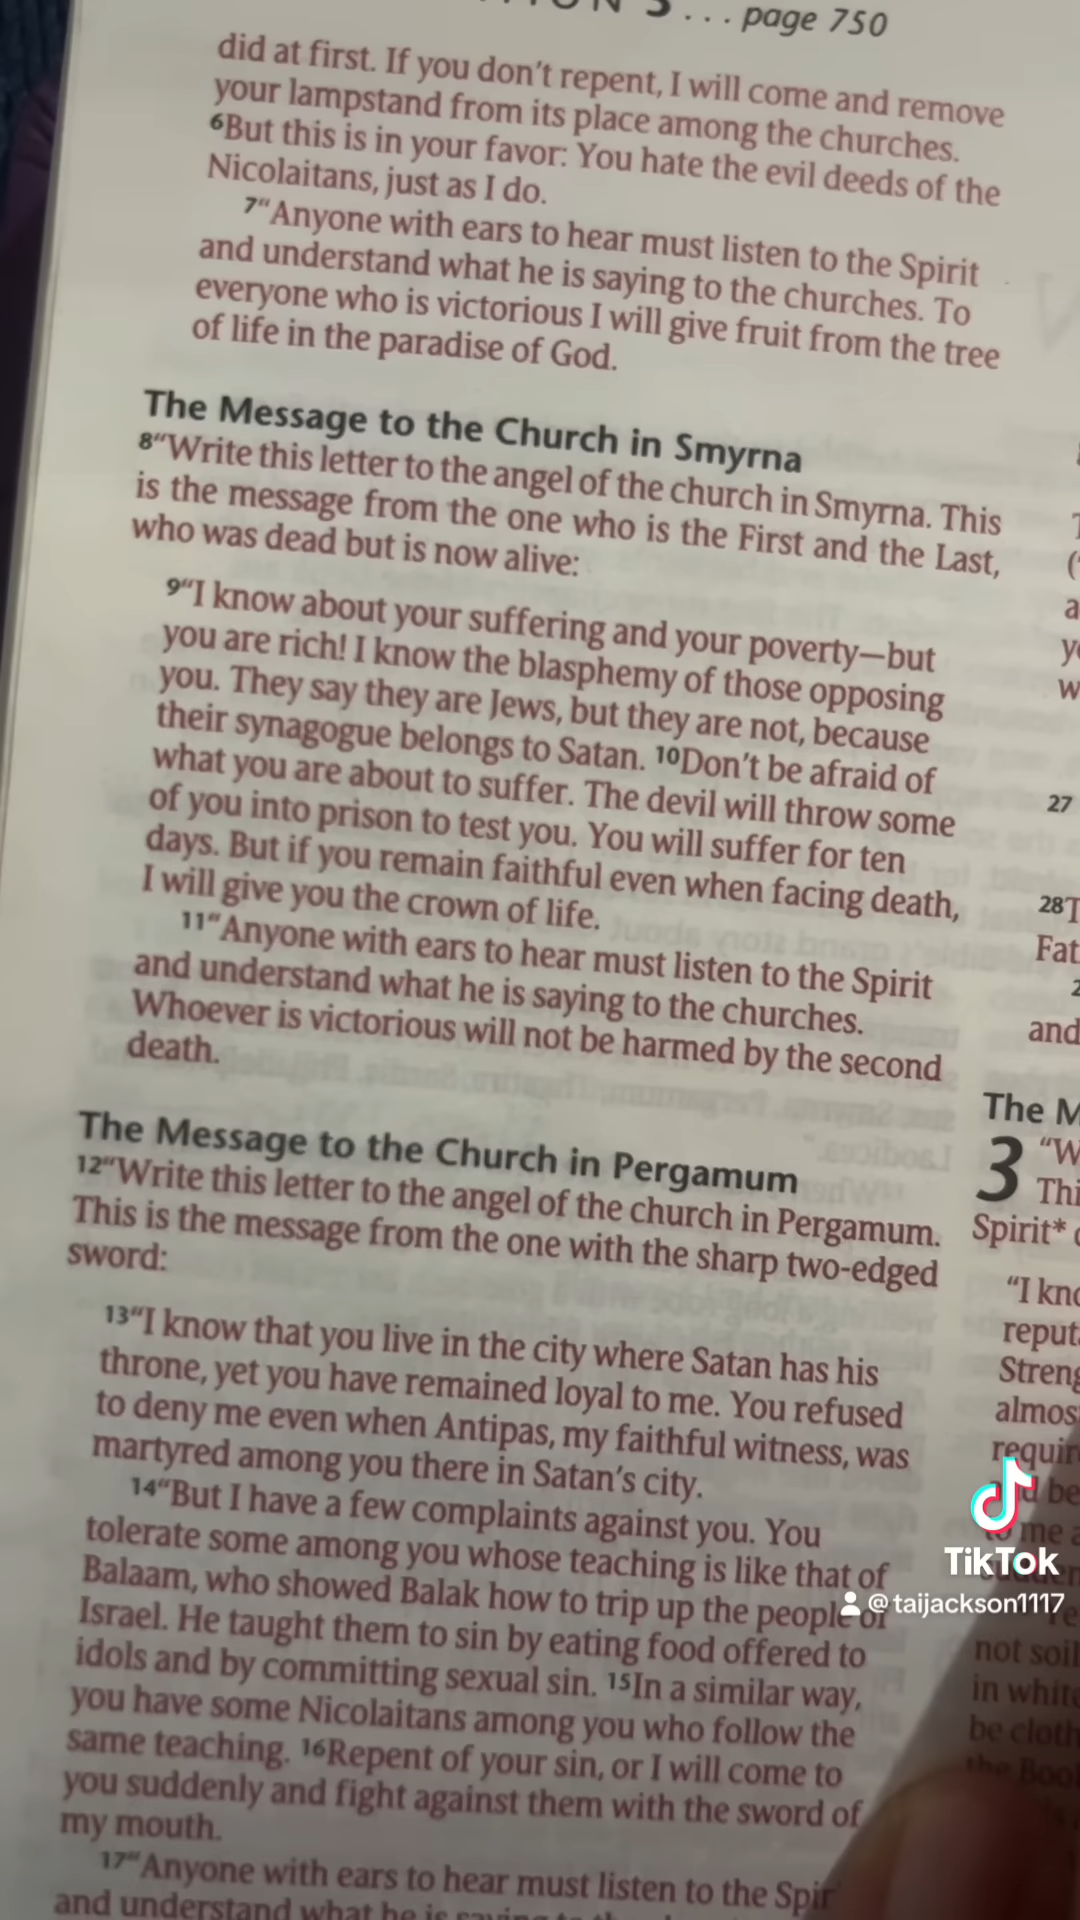 5 . . . page 750
did at first. If you don't repent, I will come and remove
your lampstand from its place among the churches.
6"But this is in your favor: You hate the evil deeds of the
Nicolaitans, just as I do.
7"Anyone with ears to hear must listen to the Spirit
and understand what he is saying to the churches. To
everyone who is victorious I will give fruit from the tree
of life in the paradise of God.
The Message to the Church in Smyrna
8"Write this letter to the angel of the church in Smyrna. This
is the message from the one who is the First and the Last,
who was dead but is now alive:
9"I know about your suffering and your poverty—but
you are rich! I know the blasphemy of those opposing
you. They say they are Jews, but they are not, because
their synagogue belongs to Satan. 10Don't be afraid of
what you are about to suffer. The devil will throw some
of you into prison to test you. You will suffer for ten
days. But if you remain faithful even when facing death,
I will give you the crown of life.
11"Anyone with ears to hear must listen to the Spirit
and understand what he is saying to the churches.
Whoever is victorious will not be harmed by the second
death.
The Message to the Church in Pergamum
12"Write this letter to the angel of the church in Pergamum.
This is the message from the one with the sharp two-edged
sword:
13"I know that you live in the city where Satan has his
throne, yet you have remained loyal to me. You refused
to deny me even when Antipas, my faithful witness, was
martyred among you there in Satan's city.
14"But I have a few complaints against you. You
tolerate some among you whose teaching is like that of
Balaam, who showed Balak how to trip up the people of
Israel. He taught them to sin by eating food offered to
idols and by committing sexual sin. 15In a similar way,
you have some Nicolaitans among you who follow the
same teaching. 16Repent of your sin, or I will come to
you suddenly and fight against them with the sword of
my mouth.
17"Anyone with ears to hear must listen to the
and understand what he is
27
28
and
The
3
Spirit*
"I
not
in
be
the
TikTok
@taijackson1117